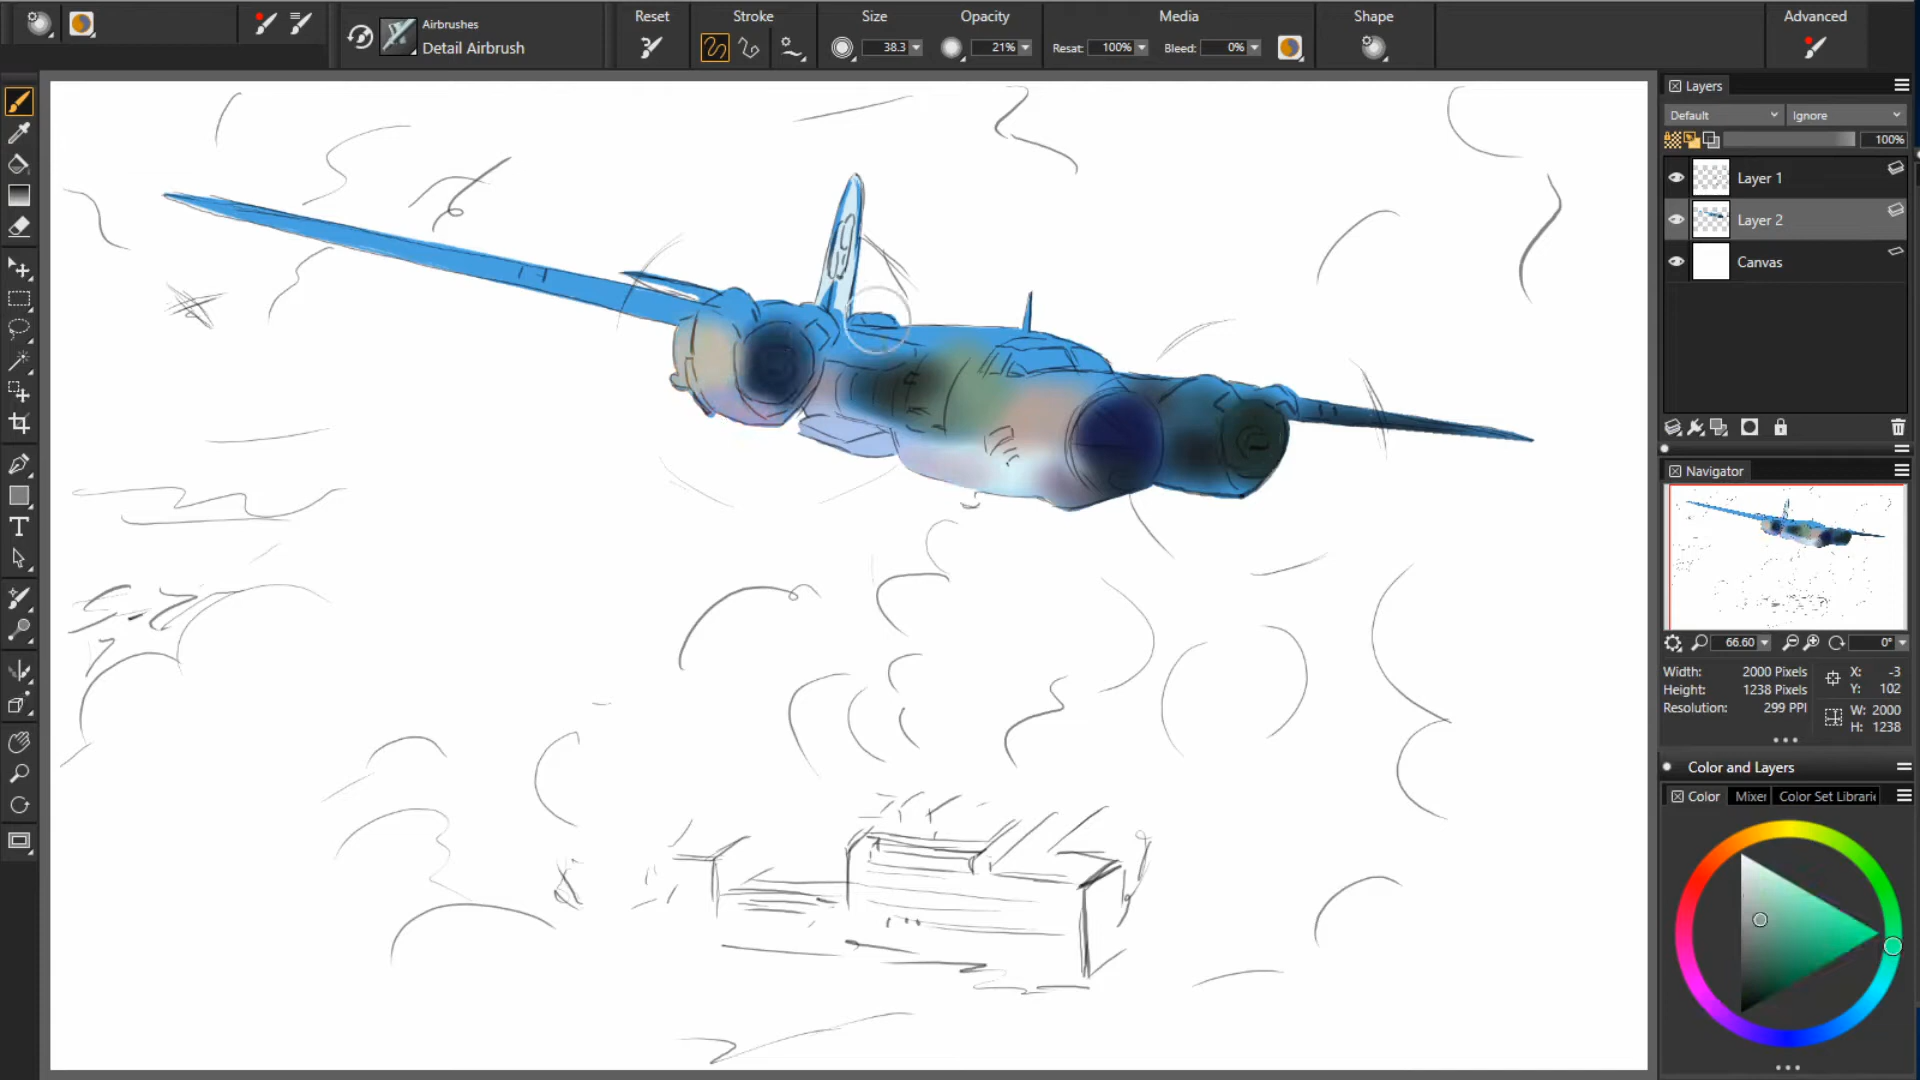 Airbrushes
Detail Airbrush
Reset
Stroke
Size
38.3
Opacity
21%
Media
Resat: 100%
Bleed: 0%
Shape
Advanced
Layers
Default
Ignore
100%
Layer 1
Layer 2
Canvas
Navigator
66.60
0°
Width: 2000 Pixels
Height: 1238 Pixels
Resolution: 299 PPI
X: -3
Y: 102
W: 2000
H: 1238
Color and Layers
Color
Mixer
Color Set Librari